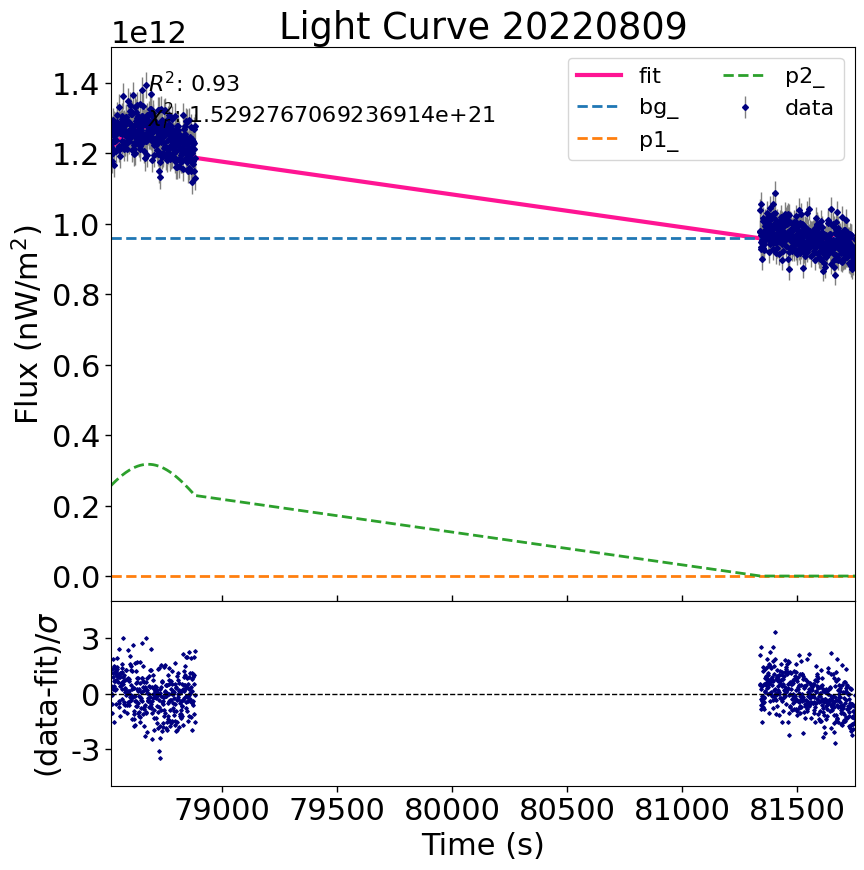 Light Curve 20220809
1e12
R²: 0.93
χ²ᵣ: 1.5292767069236914e+21
fit
bg_
p1_
p2_
data
Flux (nW/m²)
1.4
1.2
1.0
0.8
0.6
0.4
0.2
0.0
(data-fit)/σ
3
0
-3
79000 79500 80000 80500 81000 81500
Time (s)